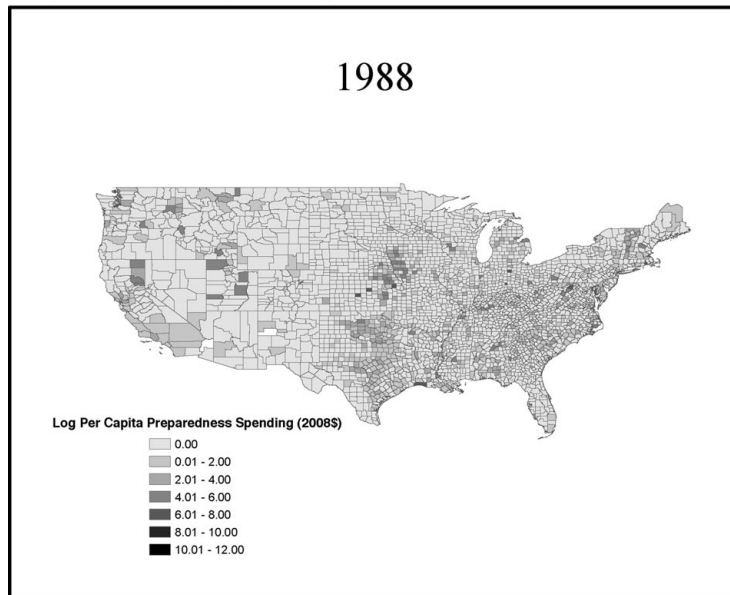 1988
Log Per Capita Preparedness Spending (2008$)
0.00
0.01 - 2.00
2.01 - 4.00
4.01 - 6.00
6.01 - 8.00
8.01 - 10.00
10.01 - 12.00